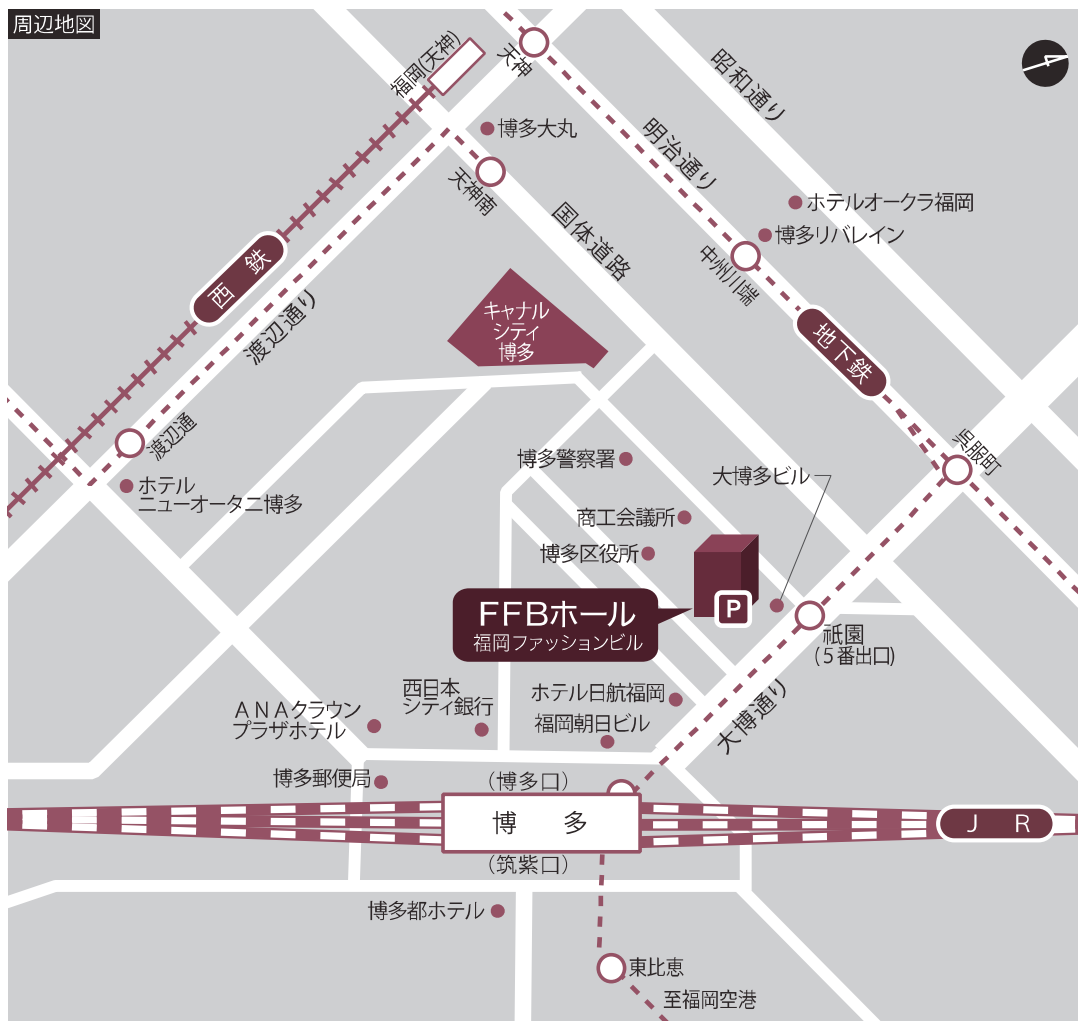 周辺地図
福岡(天神)
天神
昭和通り
博多大丸
明治通り
天神南
ホテルオークラ福岡
国体道路
博多リバレイン
中州川端
西 鉄
渡辺通り
キャナル
シティ
博多
地下鉄
渡辺通
呉服町
博多警察署
大博多ビル
ホテル
ニューオータニ博多
商工会議所
博多区役所
P
FFBホール
福岡ファッションビル
祇園
(5番出口)
西日本
シティ銀行
ホテル日航福岡
大博通り
ANAクラウン
プラザホテル
福岡朝日ビル
博多郵便局
(博多口)
博 多
J R
(筑紫口)
博多都ホテル
東比恵
至福岡空港